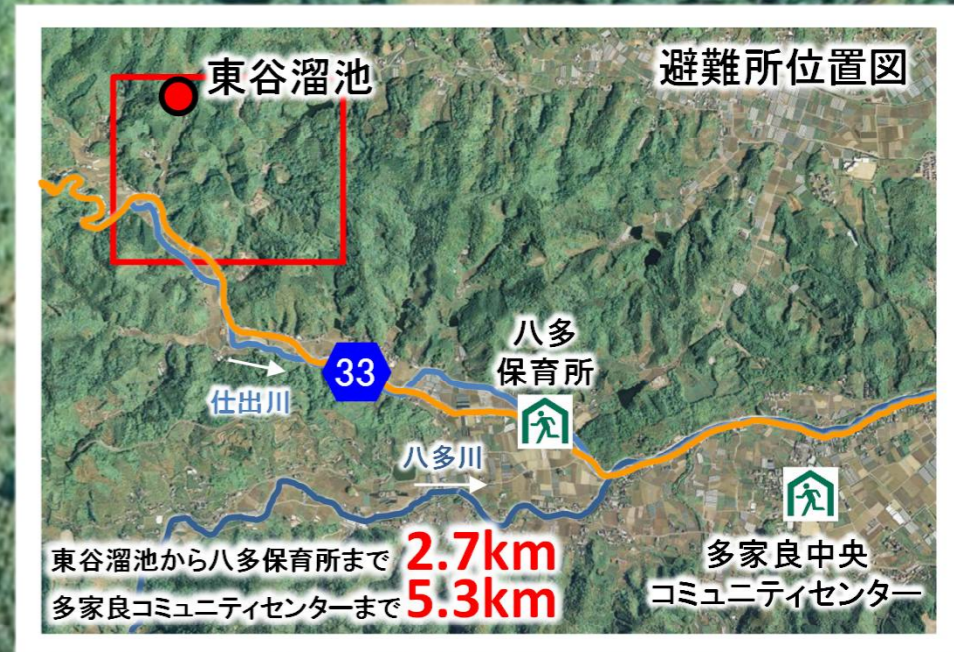 東谷溜池
避難所位置図
八多
保育所
33
仕出川
八多川
東谷溜池から八多保育所まで 2.7km
多家良コミュニティセンターまで 5.3km
多家良中央
コミュニティセンター